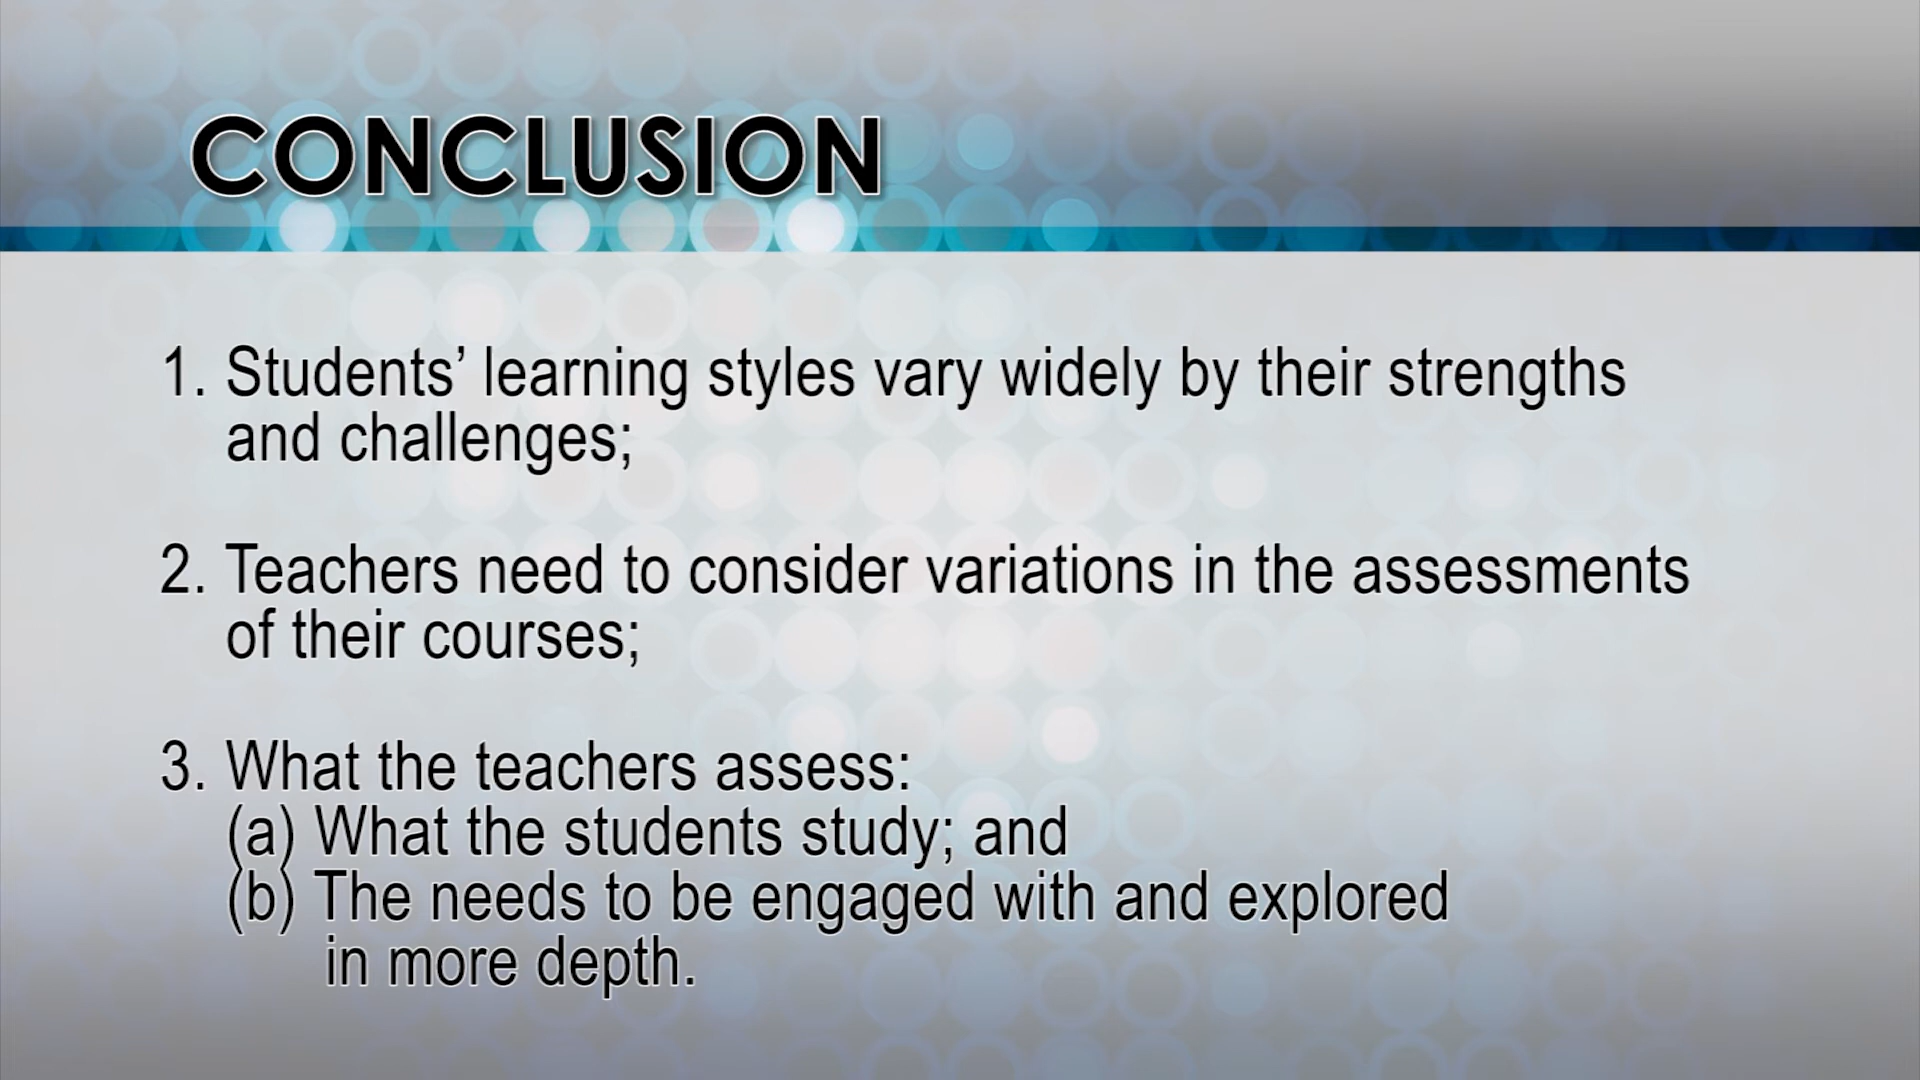 CONCLUSION
1. Students’ learning styles vary widely by their strengths
and challenges;
2. Teachers need to consider variations in the assessments
of their courses;
3. What the teachers assess:
(a) What the students study; and
(b) The needs to be engaged with and explored
in more depth.